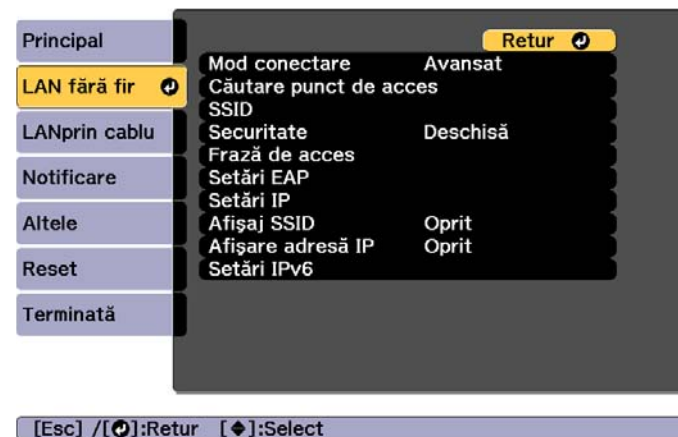 Principal
LAN fără fir
LANprin cablu
Notificare
Altele
Reset
Terminată
Retur
Mod conectare Avansat
Căutare punct de acces
SSID
Securitate Deschisă
Frază de acces
Setări EAP
Setări IP
Afişaj SSID Oprit
Afişare adresă IP Oprit
Setări IPv6
[Esc] /[]:Retur []:Select